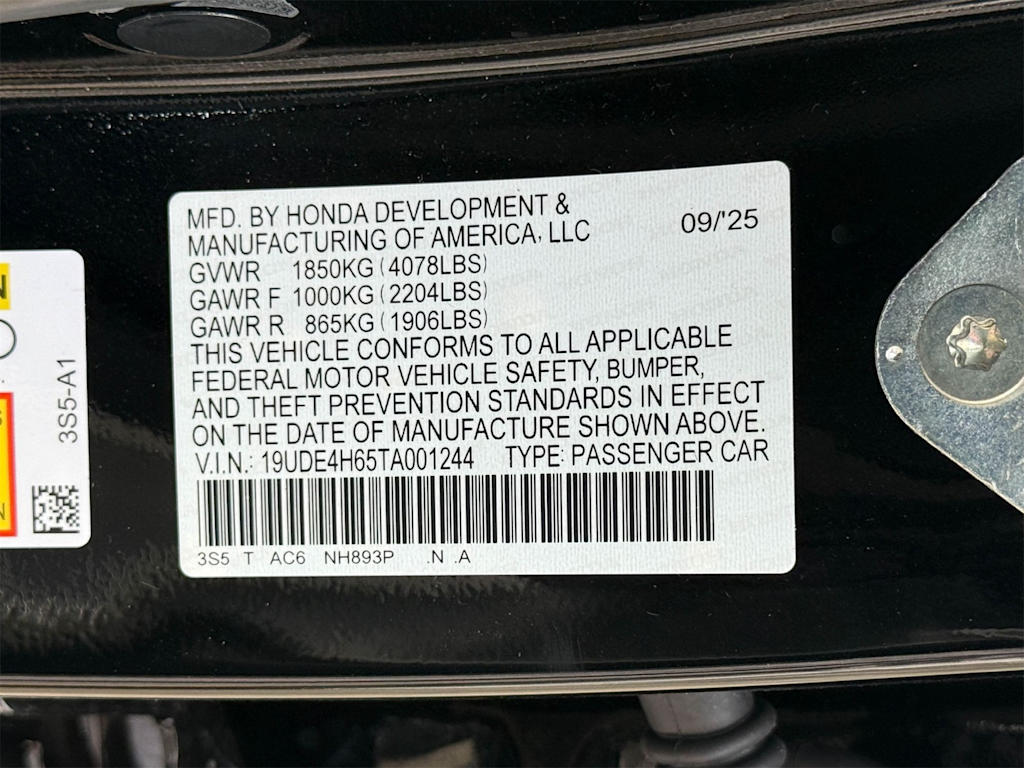 MFD. BY HONDA DEVELOPMENT &
MANUFACTURING OF AMERICA, LLC
09/'25
GVWR 1850KG (4078LBS)
GAWR F 1000KG (2204LBS)
GAWR R 865KG (1906LBS)
THIS VEHICLE CONFORMS TO ALL APPLICABLE
FEDERAL MOTOR VEHICLE SAFETY, BUMPER,
AND THEFT PREVENTION STANDARDS IN EFFECT
ON THE DATE OF MANUFACTURE SHOWN ABOVE.
V.I.N.: 19UDE4H65TA001244 TYPE: PASSENGER CAR
3S5 T AC6 NH893P .N .A
3S5-A1